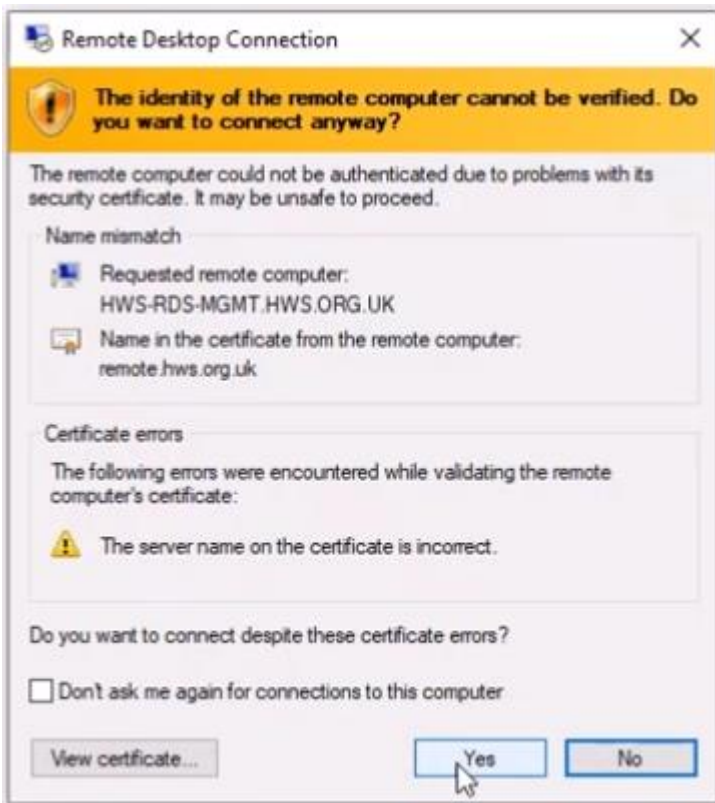 Remote Desktop Connection
The identity of the remote computer cannot be verified. Do
you want to connect anyway?
The remote computer could not be authenticated due to problems with its
security certificate. It may be unsafe to proceed.
Name mismatch
Requested remote computer:
HWS-RDS-MGMT.HWS.ORG.UK
Name in the certificate from the remote computer:
remote.hws.org.uk
Certificate errors
The following errors were encountered while validating the remote
computer's certificate:
The server name on the certificate is incorrect.
Do you want to connect despite these certificate errors?
Don't ask me again for connections to this computer
View certificate...
Yes
No